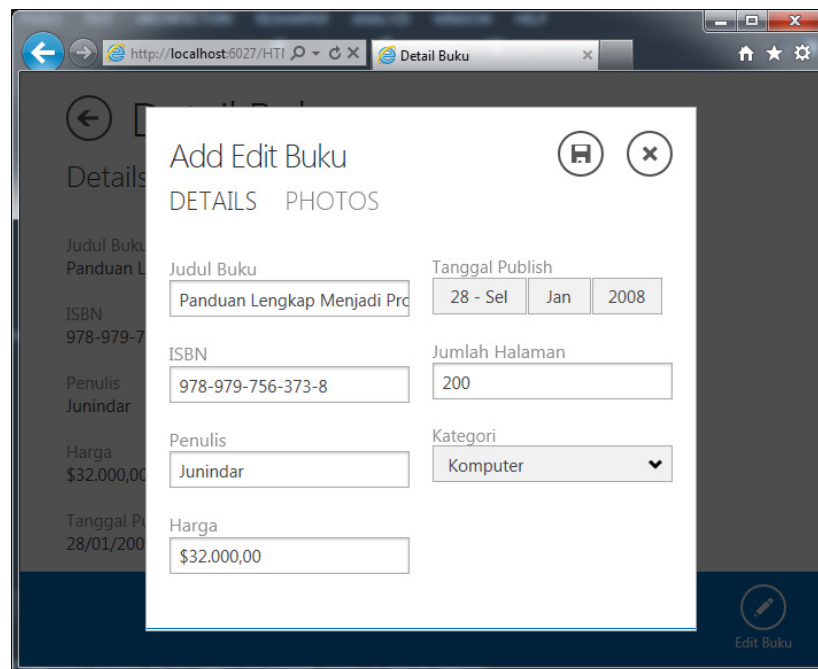 http://localhost:6027/HTI
Detail Buku
Details
Judul Buku
Panduan L
ISBN
978-979-7
Penulis
Junindar
Harga
$32.000,00
Tanggal Pu
28/01/200
Add Edit Buku
DETAILS PHOTOS
Judul Buku
Panduan Lengkap Menjadi Pro
ISBN
978-979-756-373-8
Penulis
Junindar
Harga
$32.000,00
Tanggal Publish
28 - Sel Jan 2008
Jumlah Halaman
200
Kategori
Komputer
Edit Buku